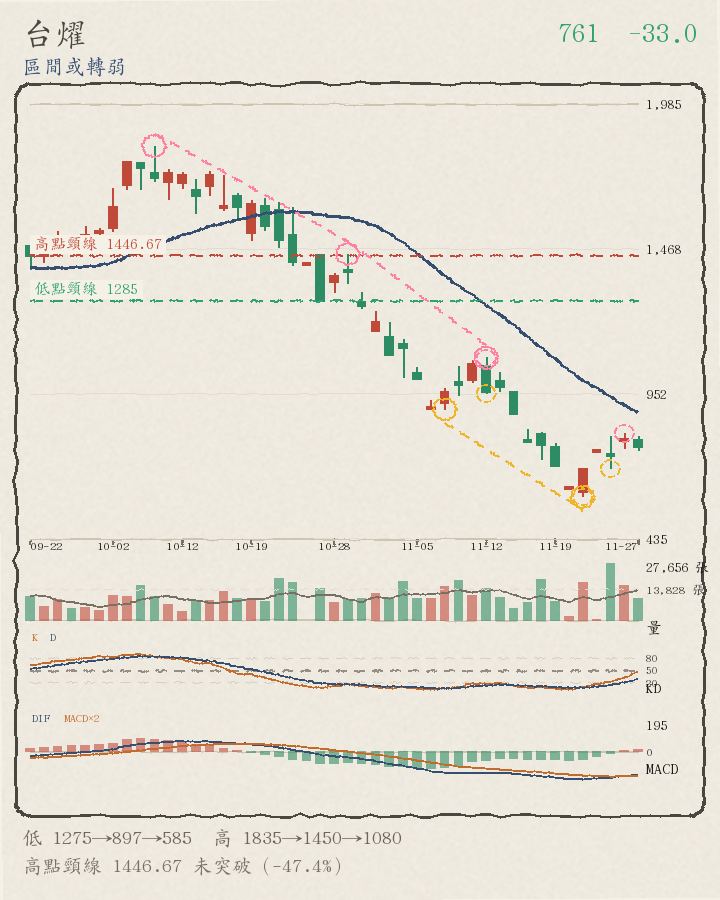 台燿
761 -33.0
區間或轉弱
1,985
高點頸線 1446.67
1,468
低點頸線 1285
952
435
09-22 10-02 10-12 10-19 10-28 11-05 11-12 11-19 11-27
27,656 張
13,828 張
量
K D
80
50
20
KD
DIF MACD×2
195
0
MACD
低 1275→897→585 高 1835→1450→1080
高點頸線 1446.67 未突破 (-47.4%)